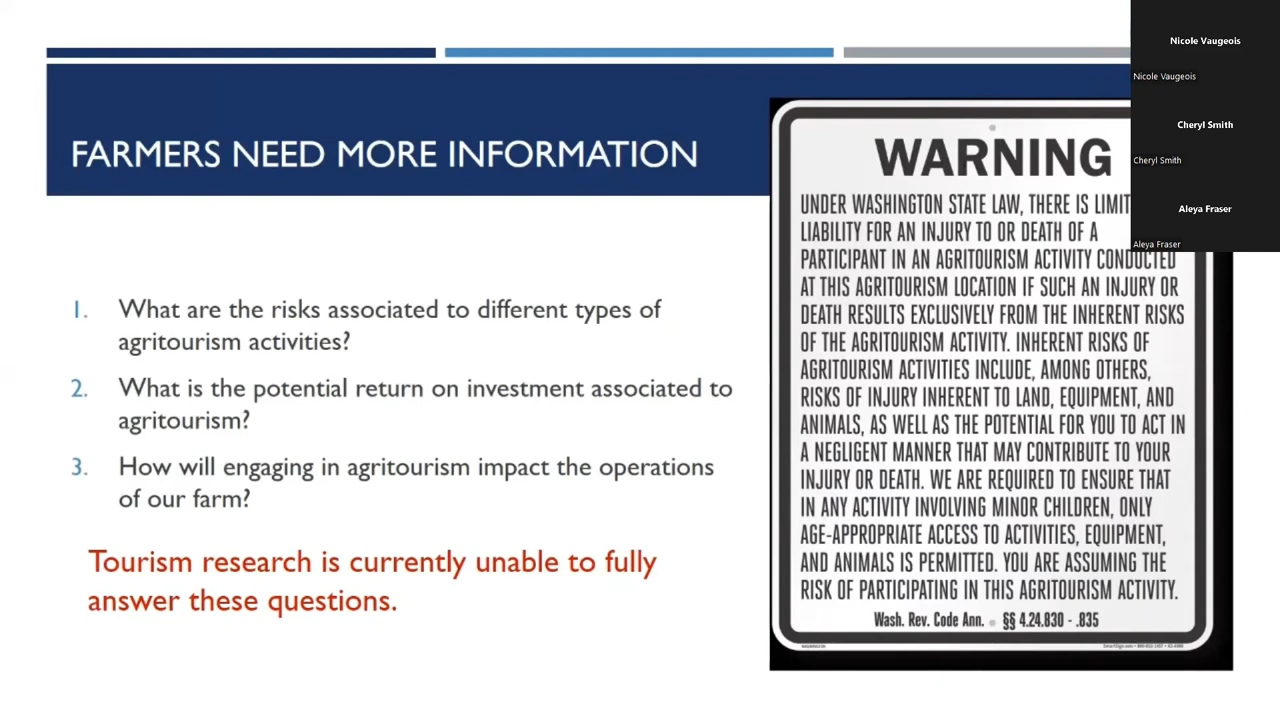 FARMERS NEED MORE INFORMATION
1. What are the risks associated to different types of
agritourism activities?
2. What is the potential return on investment associated to
agritourism?
3. How will engaging in agritourism impact the operations
of our farm?
Tourism research is currently unable to fully
answer these questions.
WARNING
UNDER WASHINGTON STATE LAW, THERE IS LIMIT
LIABILITY FOR AN INJURY TO OR DEATH OF A
PARTICIPANT IN AN AGRITOURISM ACTIVITY CONDUCTED
AT THIS AGRITOURISM LOCATION IF SUCH AN INJURY OR
DEATH RESULTS EXCLUSIVELY FROM THE INHERENT RISKS
OF THE AGRITOURISM ACTIVITY. INHERENT RISKS OF
AGRITOURISM ACTIVITIES INCLUDE, AMONG OTHERS,
RISKS OF INJURY INHERENT TO LAND, EQUIPMENT, AND
ANIMALS, AS WELL AS THE POTENTIAL FOR YOU TO ACT IN
A NEGLIGENT MANNER THAT MAY CONTRIBUTE TO YOUR
INJURY OR DEATH. WE ARE REQUIRED TO ENSURE THAT
IN ANY ACTIVITY INVOLVING MINOR CHILDREN, ONLY
AGE-APPROPRIATE ACCESS TO ACTIVITIES, EQUIPMENT,
AND ANIMALS IS PERMITTED. YOU ARE ASSUMING THE
RISK OF PARTICIPATING IN THIS AGRITOURISM ACTIVITY.
Wash. Rev. Code Ann. §§ 4.24.830 - .835
Nicole Vaugeois
Nicole Vaugeois
Cheryl Smith
Cheryl Smith
Aleya Fraser
Aleya Fraser